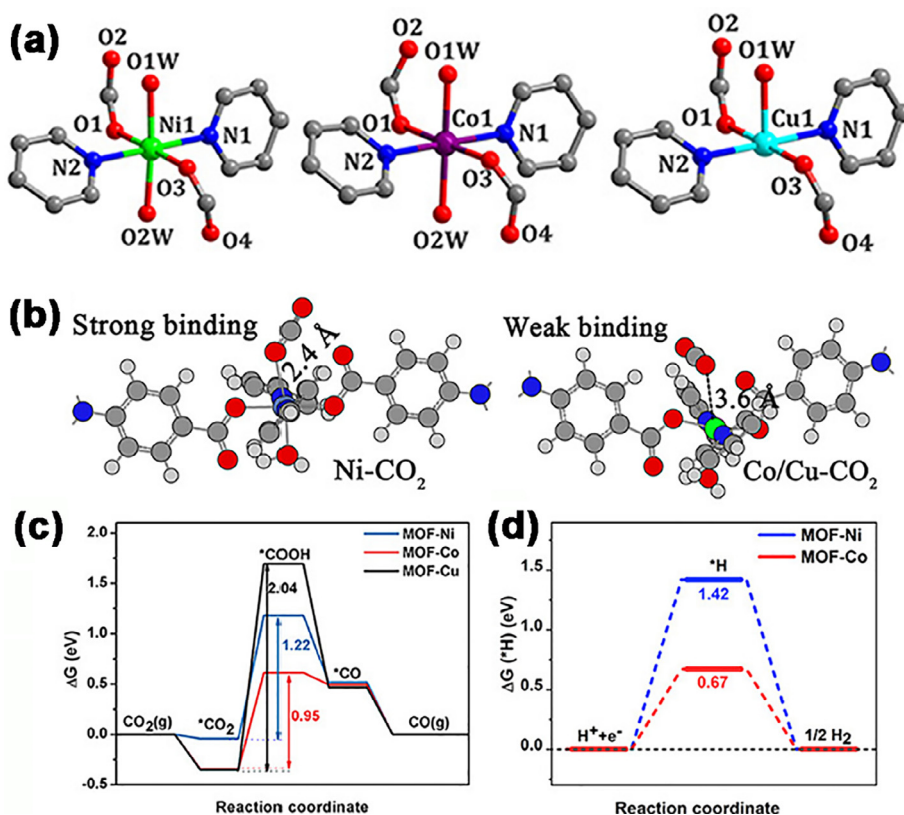 (a)
O2
O1W
O1
Ni1
N1
N2
O3
O2W
O4
O2
O1W
O1
Co1
N1
N2
O3
O2W
O4
O2
O1W
O1
Cu1
N1
N2
O3
O4
(b)
Strong binding
2.4 Å
Ni-CO₂
Weak binding
3.6 Å
Co/Cu-CO₂
(c)
ΔG (eV)
2.0
1.5
1.0
0.5
0.0
-0.5
MOF-Ni
MOF-Co
MOF-Cu
*COOH
2.04
1.22
0.95
*CO
CO₂(g)
*CO₂
CO(g)
Reaction coordinate
(d)
ΔG (*H) (eV)
1.5
1.0
0.5
0.0
MOF-Ni
MOF-Co
*H
1.42
0.67
H⁺+e⁻
1/2 H₂
Reaction coordinate